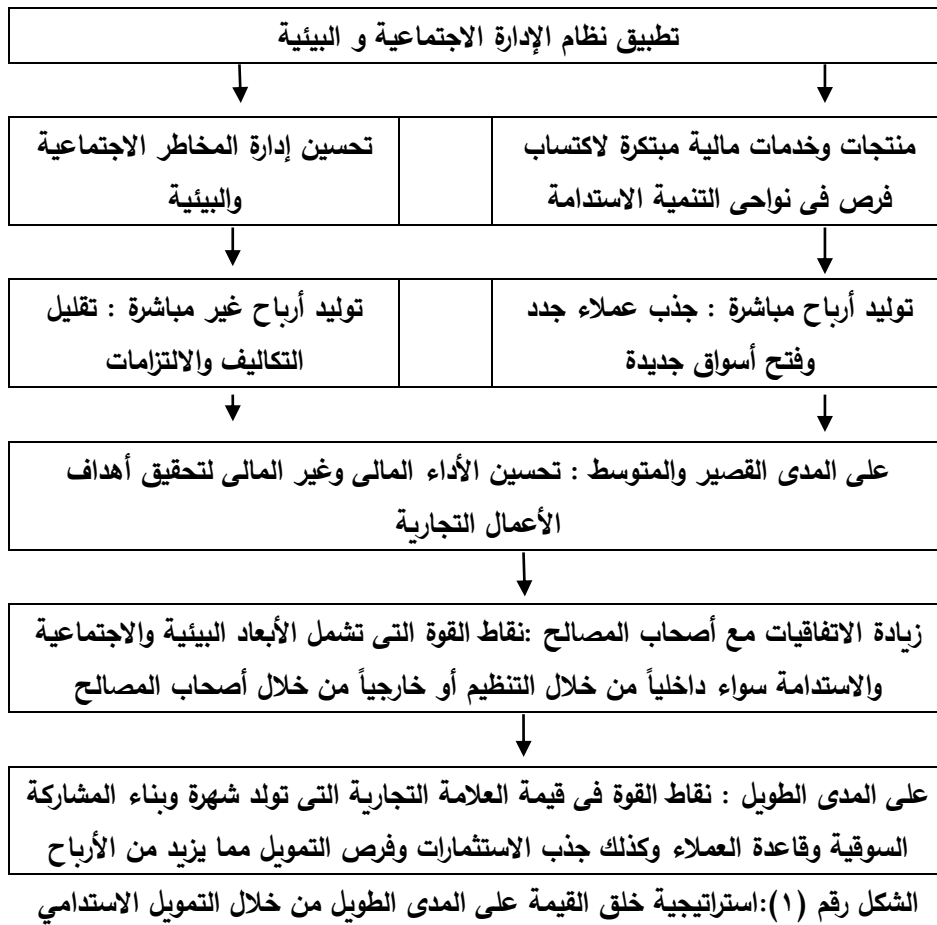 تطبيق نظام الإدارة الاجتماعية و البيئية
منتجات وخدمات مالية مبتكرة لاكتساب
فرص فى نواحى التنمية الاستدامة
تحسين إدارة المخاطر الاجتماعية
والبيئية
توليد أرباح مباشرة : جذب عملاء جدد
وفتح أسواق جديدة
توليد أرباح غير مباشرة : تقليل
التكاليف والالتزامات
على المدى القصير والمتوسط : تحسين الأداء المالى وغير المالى لتحقيق أهداف
الأعمال التجارية
زيادة الاتفاقيات مع أصحاب المصالح :نقاط القوة التى تشمل الأبعاد البيئية والاجتماعية
والاستدامة سواء داخلياً من خلال التنظيم أو خارجياً من خلال أصحاب المصالح
على المدى الطويل : نقاط القوة فى قيمة العلامة التجارية التى تولد شهرة وبناء المشاركة
السوقية وقاعدة العملاء وكذلك جذب الاستثمارات وفرص التمويل مما يزيد من الأرباح
الشكل رقم (١):استراتيجية خلق القيمة على المدى الطويل من خلال التمويل الاستدامي